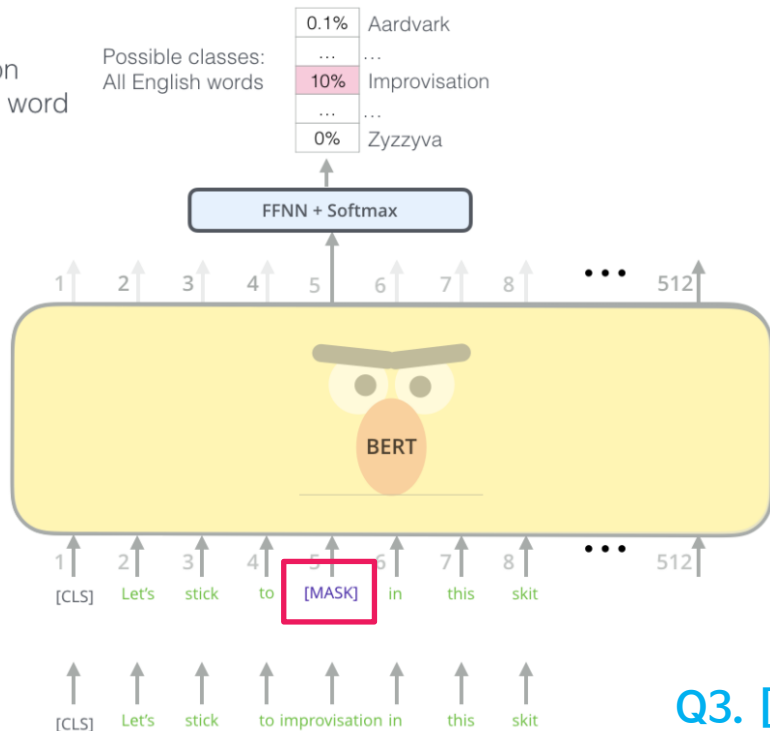 0.1% Aardvark
... ...
Possible classes:
All English words
10% Improvisation
... ...
0% Zyzzyva
word
FFNN + Softmax
1 2 3 4 5 6 7 8 ... 512
BERT
1 2 3 4 5 6 7 8 ... 512
[CLS] Let's stick to [MASK] in this skit
[CLS] Let's stick to improvisation in this skit
Q3. [